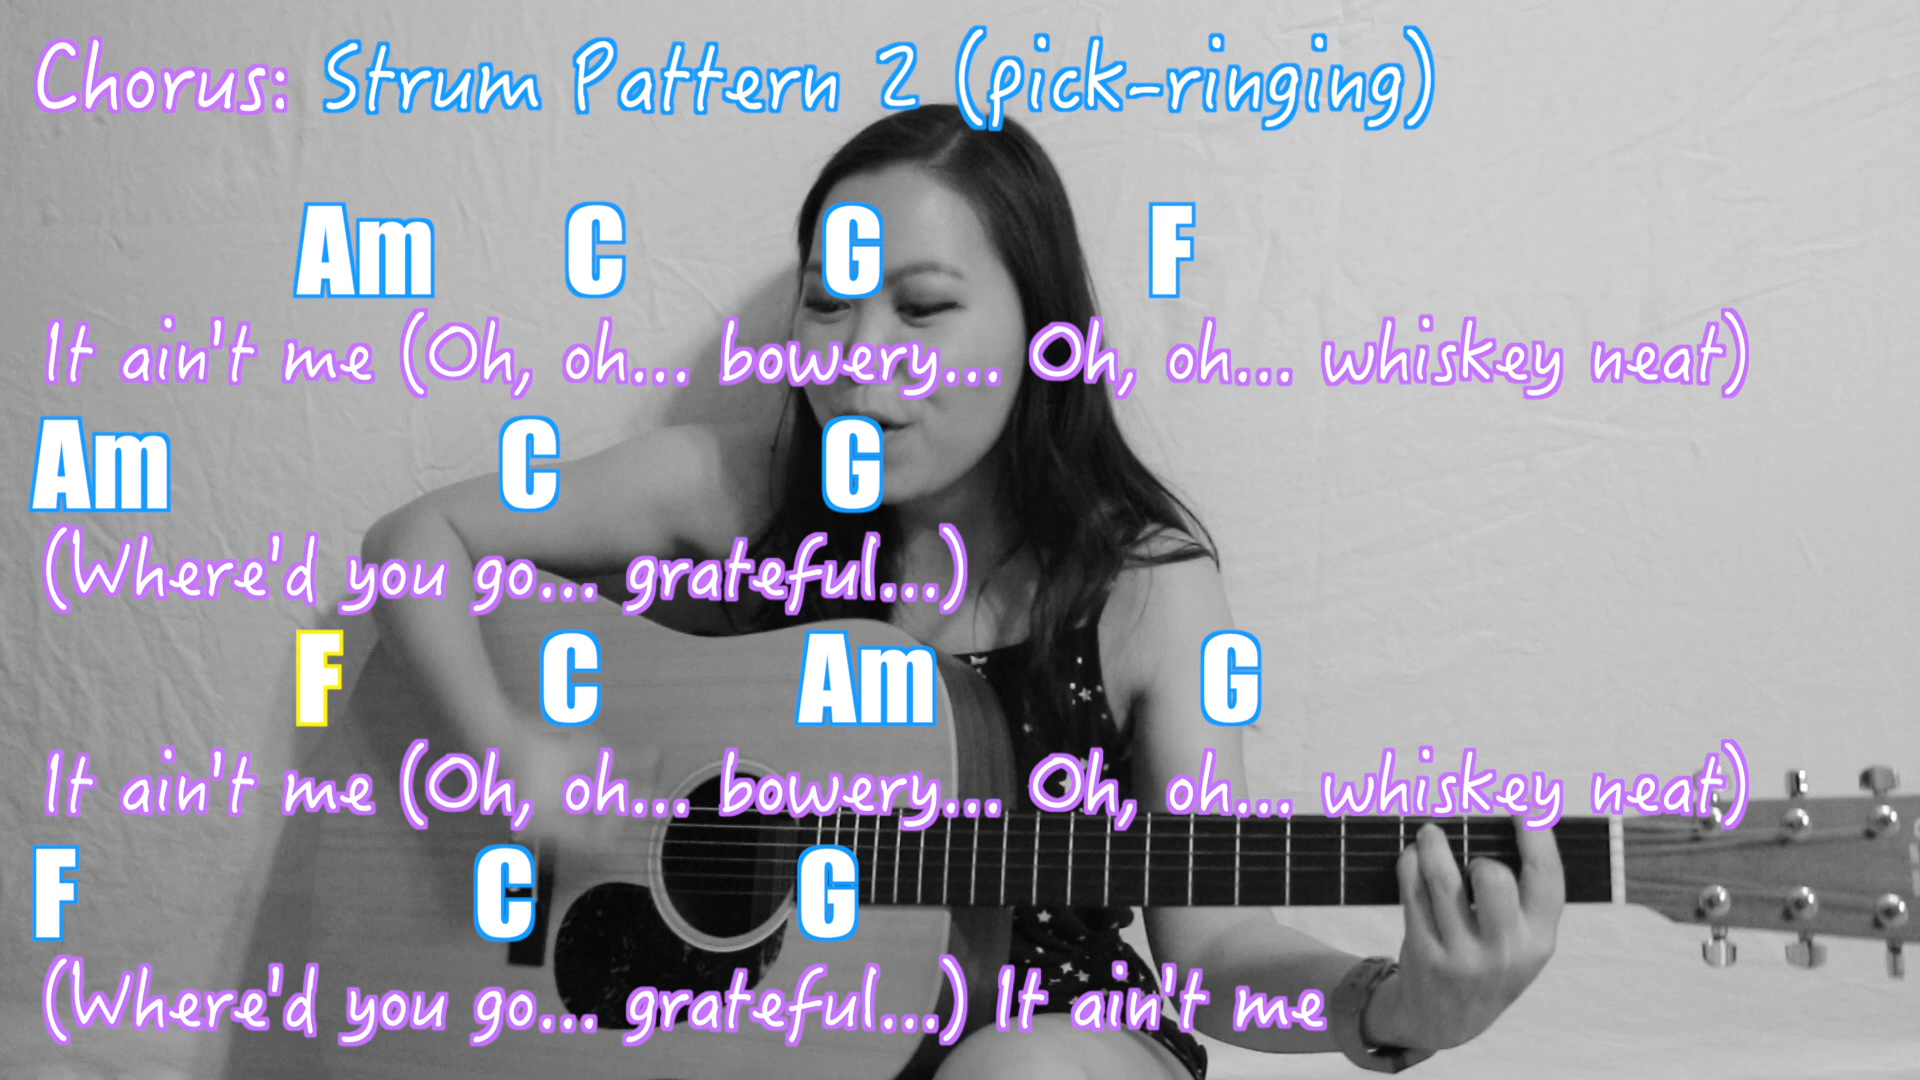 Chorus: Strum Pattern 2 (pick-ringing)
Am C G F
It ain't me (Oh, oh... bowery... Oh, oh... whiskey neat)
Am C G
(Where'd you go... grateful...)
F C Am G
It ain't me (Oh, oh... bowery... Oh, oh... whiskey neat)
F C G
(Where'd you go... grateful...) It ain't me